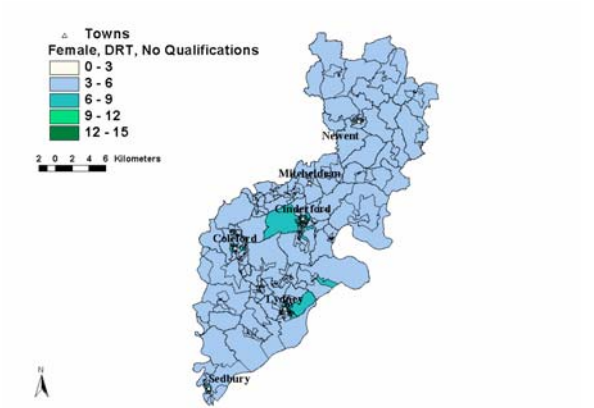 Towns
Female, DRT, No Qualifications
0 - 3
3 - 6
6 - 9
9 - 12
12 - 15
2 0 2 4 6 Kilometers
Newent
Mitcheldean
Cinderford
Coleford
Lydney
N
Sedbury